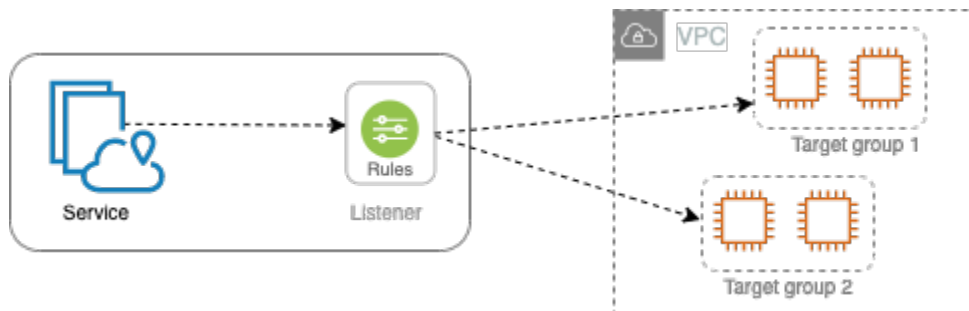 VPC
Target group 1
Rules
Service
Listener
Target group 2